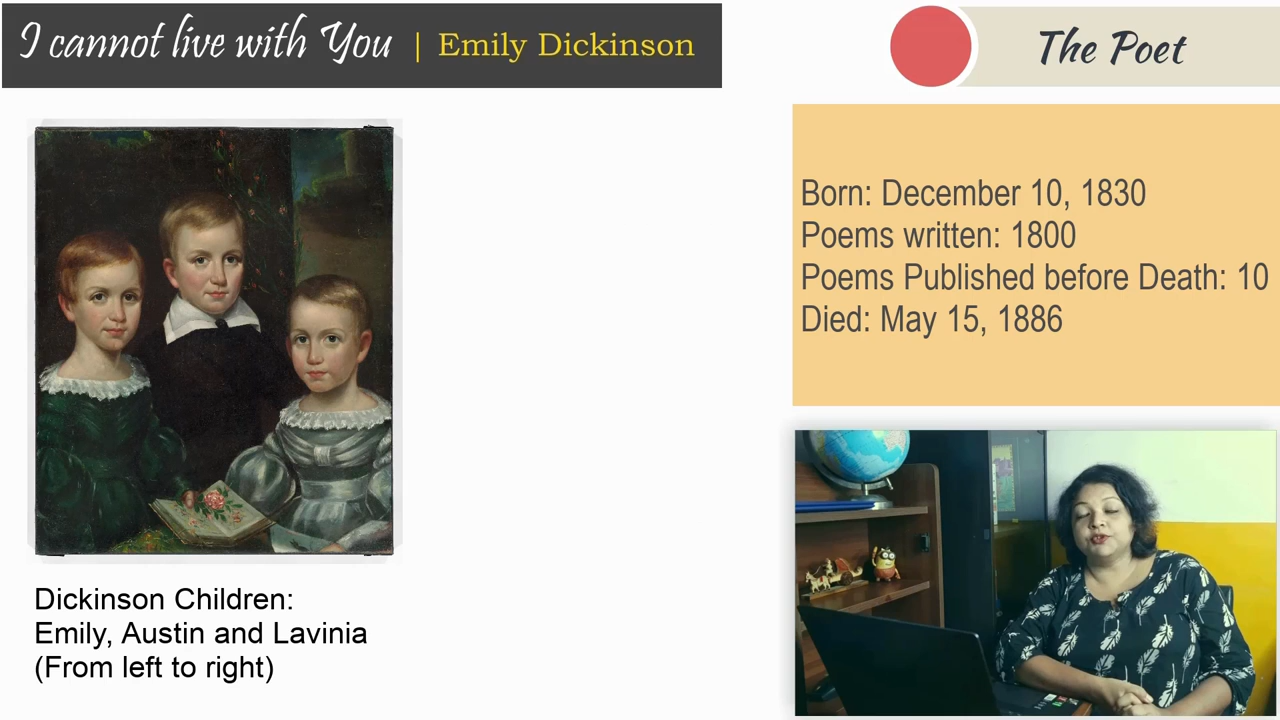 I cannot live with You | Emily Dickinson
The Poet
Born: December 10, 1830
Poems written: 1800
Poems Published before Death: 10
Died: May 15, 1886
Dickinson Children:
Emily, Austin and Lavinia
(From left to right)